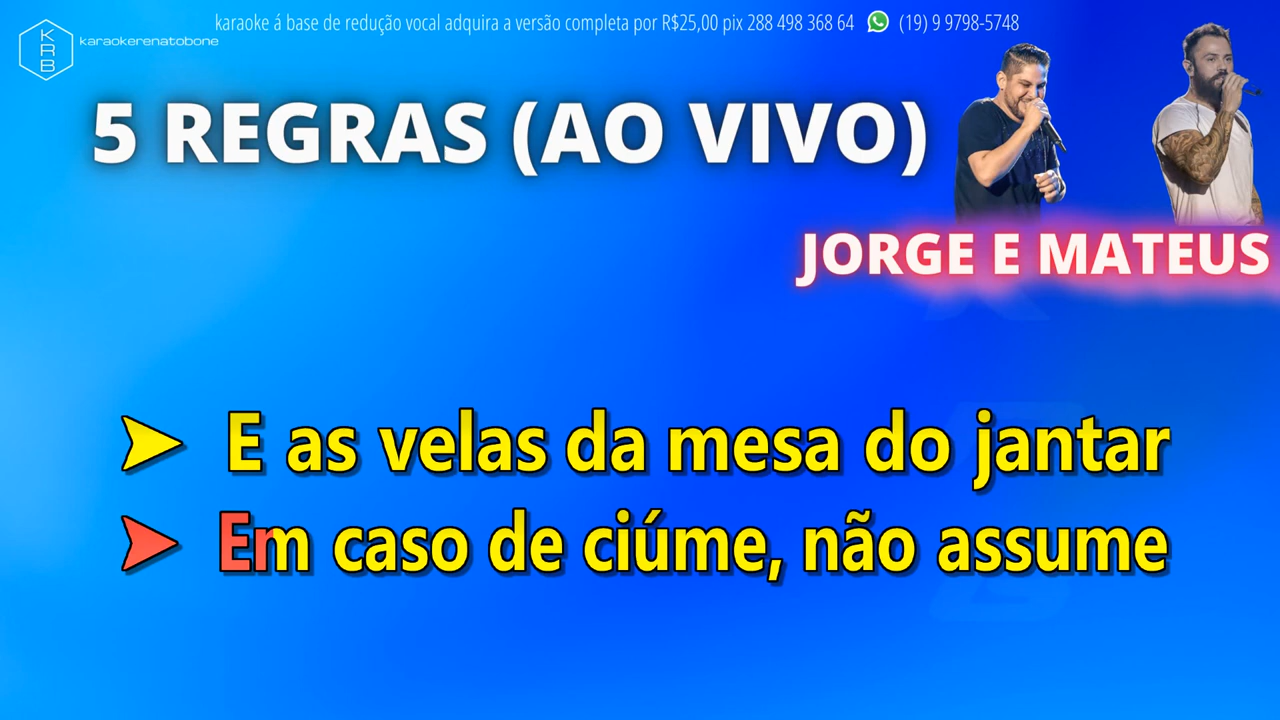 karaoke á base de redução vocal adquira a versão completa por R$25,00 pix 288 498 368 64 (19) 9 9798-5748
KRB
karaokerenatobone
5 REGRAS (AO VIVO)
JORGE E MATEUS
E as velas da mesa do jantar
Em caso de ciúme, não assume